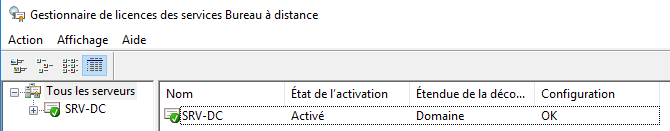 Gestionnaire de licences des services Bureau à distance
Action Affichage Aide
Tous les serveurs
SRV-DC
Nom État de l'activation Étendue de la déco... Configuration
SRV-DC Activé Domaine OK